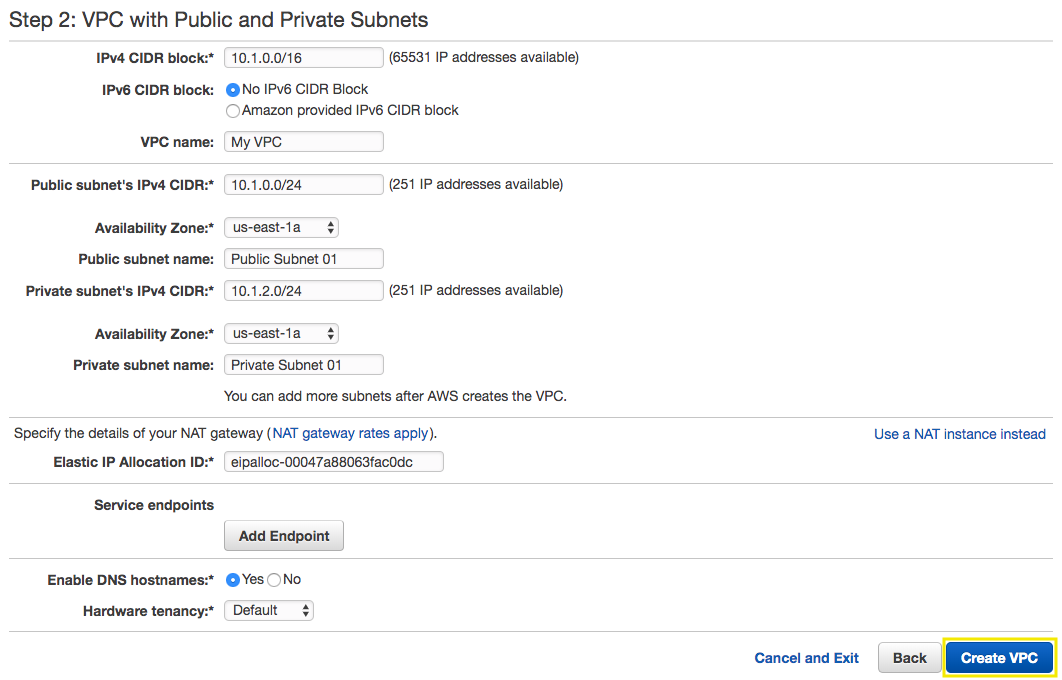 Step 2: VPC with Public and Private Subnets
IPv4 CIDR block:* 10.1.0.0/16 (65531 IP addresses available)
IPv6 CIDR block: No IPv6 CIDR Block
Amazon provided IPv6 CIDR block
VPC name: My VPC
Public subnet's IPv4 CIDR:* 10.1.0.0/24 (251 IP addresses available)
Availability Zone:* us-east-1a
Public subnet name: Public Subnet 01
Private subnet's IPv4 CIDR:* 10.1.2.0/24 (251 IP addresses available)
Availability Zone:* us-east-1a
Private subnet name: Private Subnet 01
You can add more subnets after AWS creates the VPC.
Specify the details of your NAT gateway (NAT gateway rates apply). Use a NAT instance instead
Elastic IP Allocation ID:* eipalloc-00047a88063fac0dc
Service endpoints
Add Endpoint
Enable DNS hostnames:* Yes No
Hardware tenancy:* Default
Cancel and Exit Back Create VPC